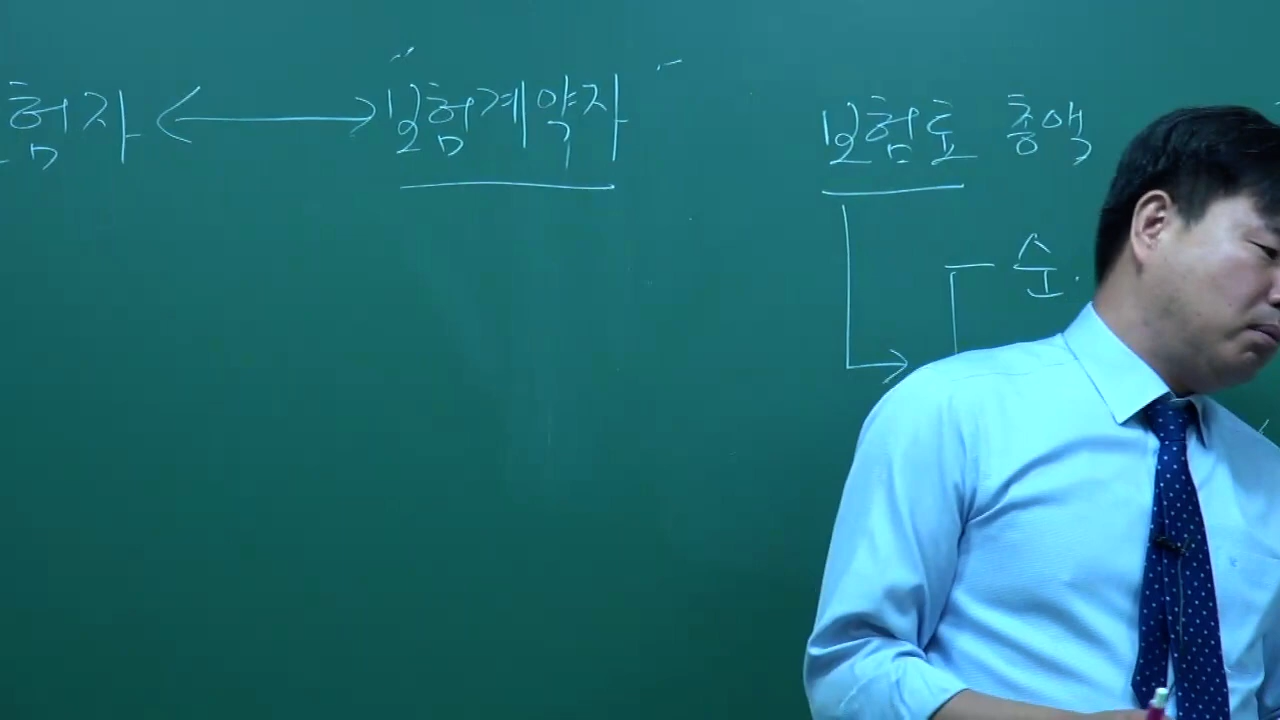 험자 ↔ 보험계약자
보험료 총액
순